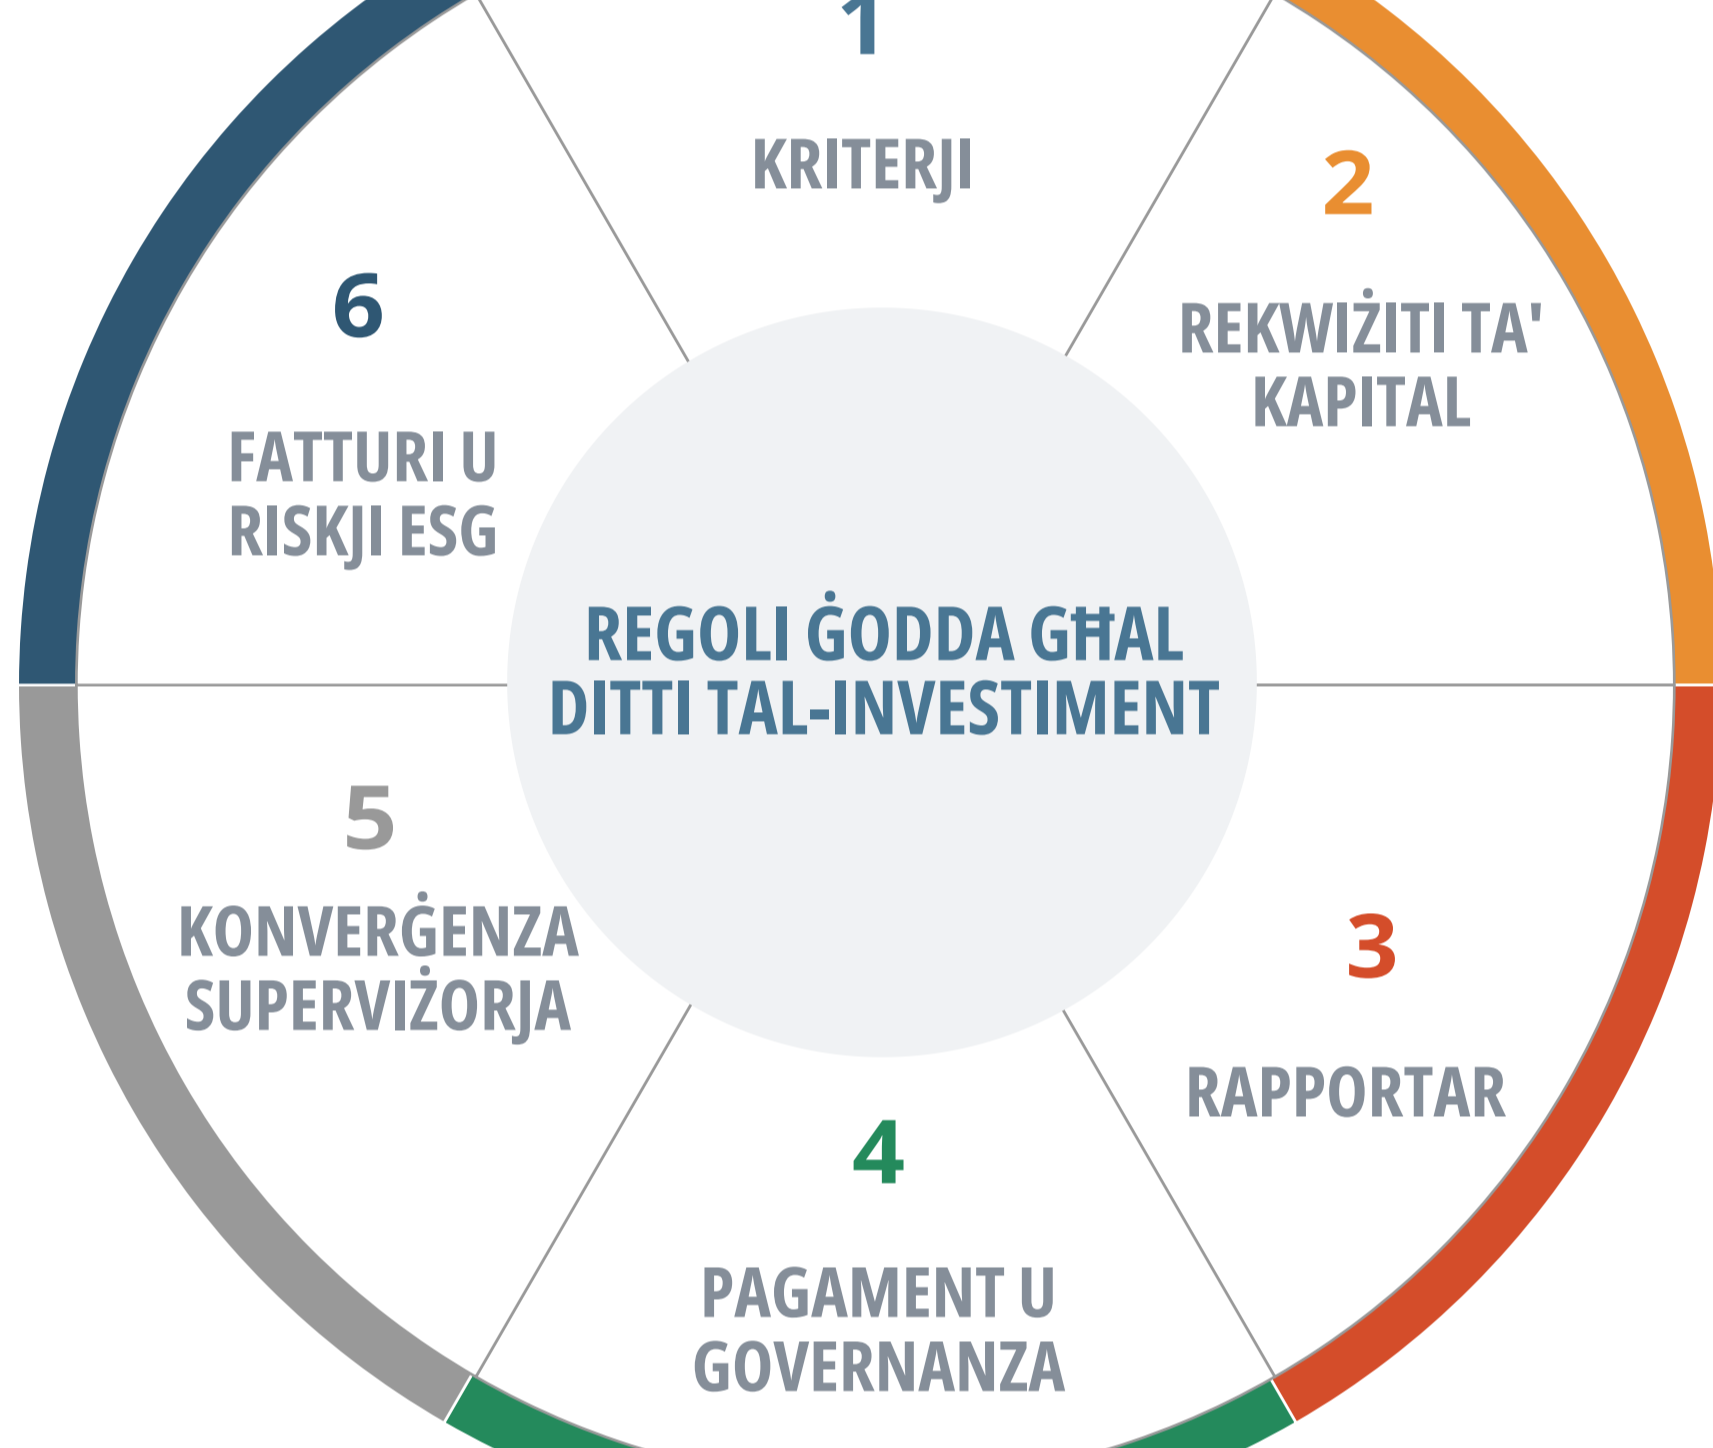 1
KRITERJI
2
REKWIŻITI TA'
KAPITAL
3
RAPPORTAR
4
PAGAMENT U
GOVERNANZA
5
KONVERĠENZA
SUPERVIŻORJA
6
FATTURI U
RISKJI ESG
REGOLI ĠODDA GĦAL
DITTI TAL-INVESTIMENT